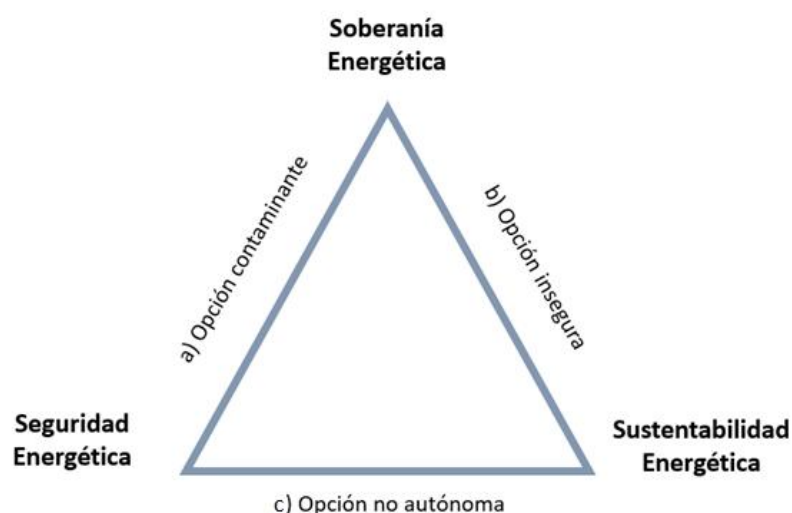 Soberanía
Energética
a) Opción contaminante
b) Opción insegura
Seguridad
Energética
Sustentabilidad
Energética
c) Opción no autónoma